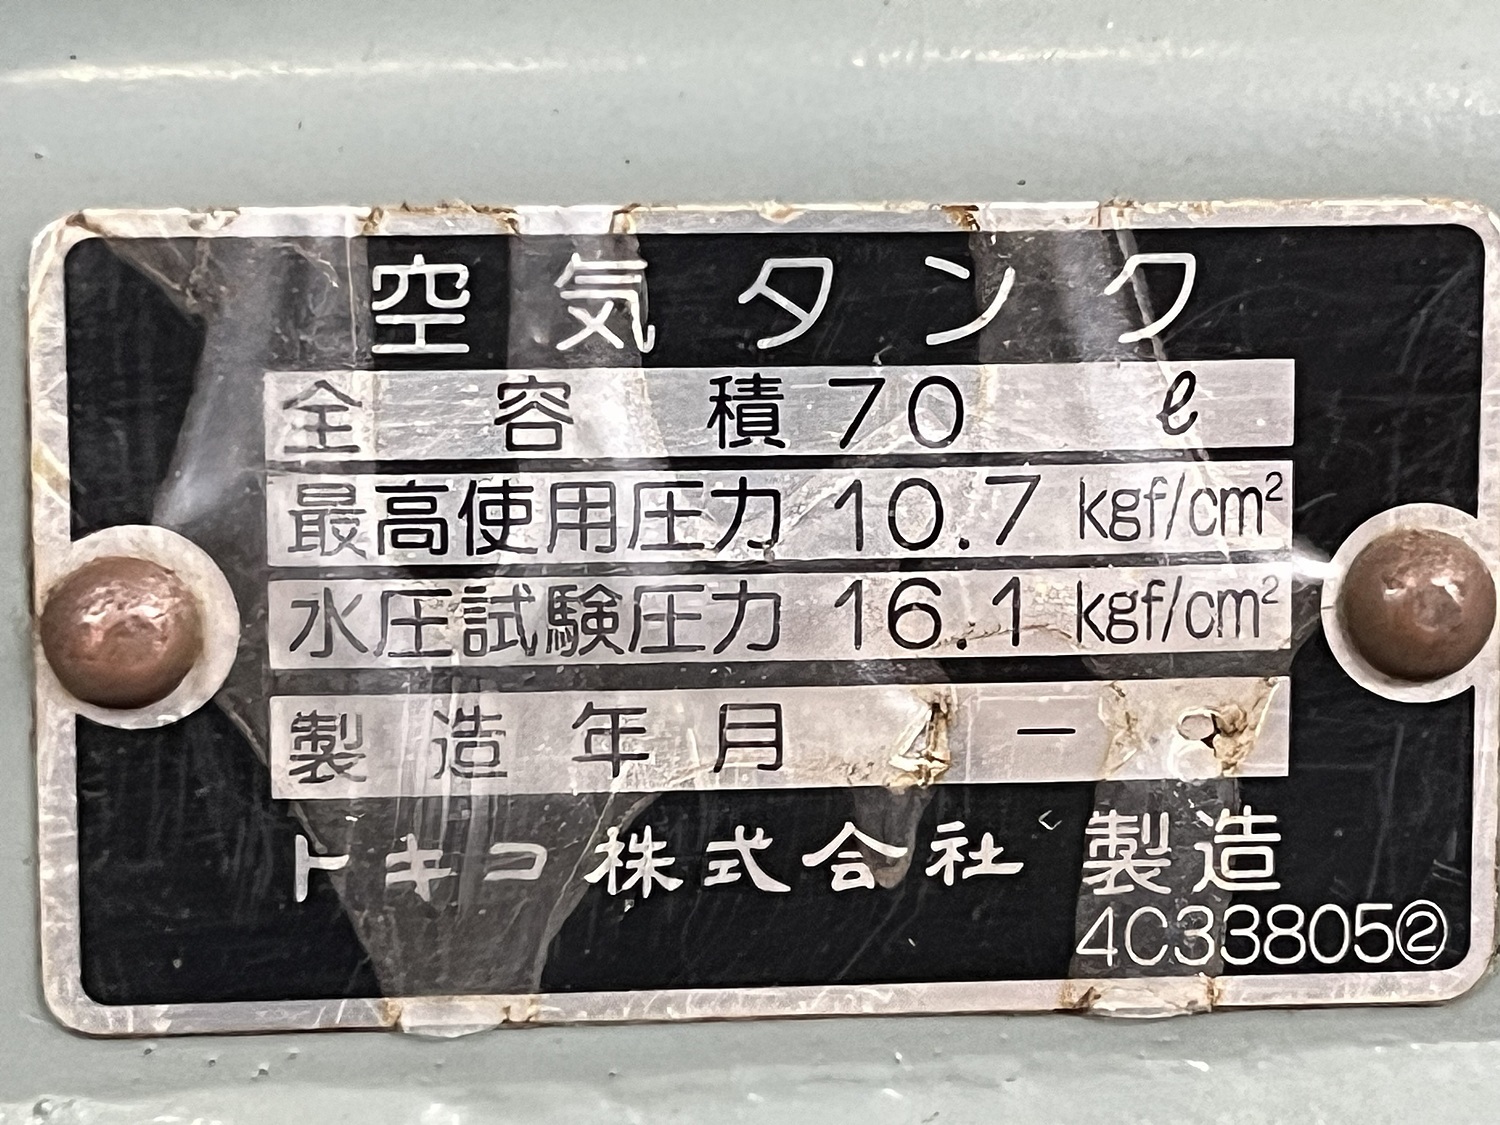 空気タンク
全容積 70 ℓ
最高使用圧力 10.7 kgf/cm²
水圧試験圧力 16.1 kgf/cm²
製造年月 4 -
トキコ株式会社 製造
4C33805②